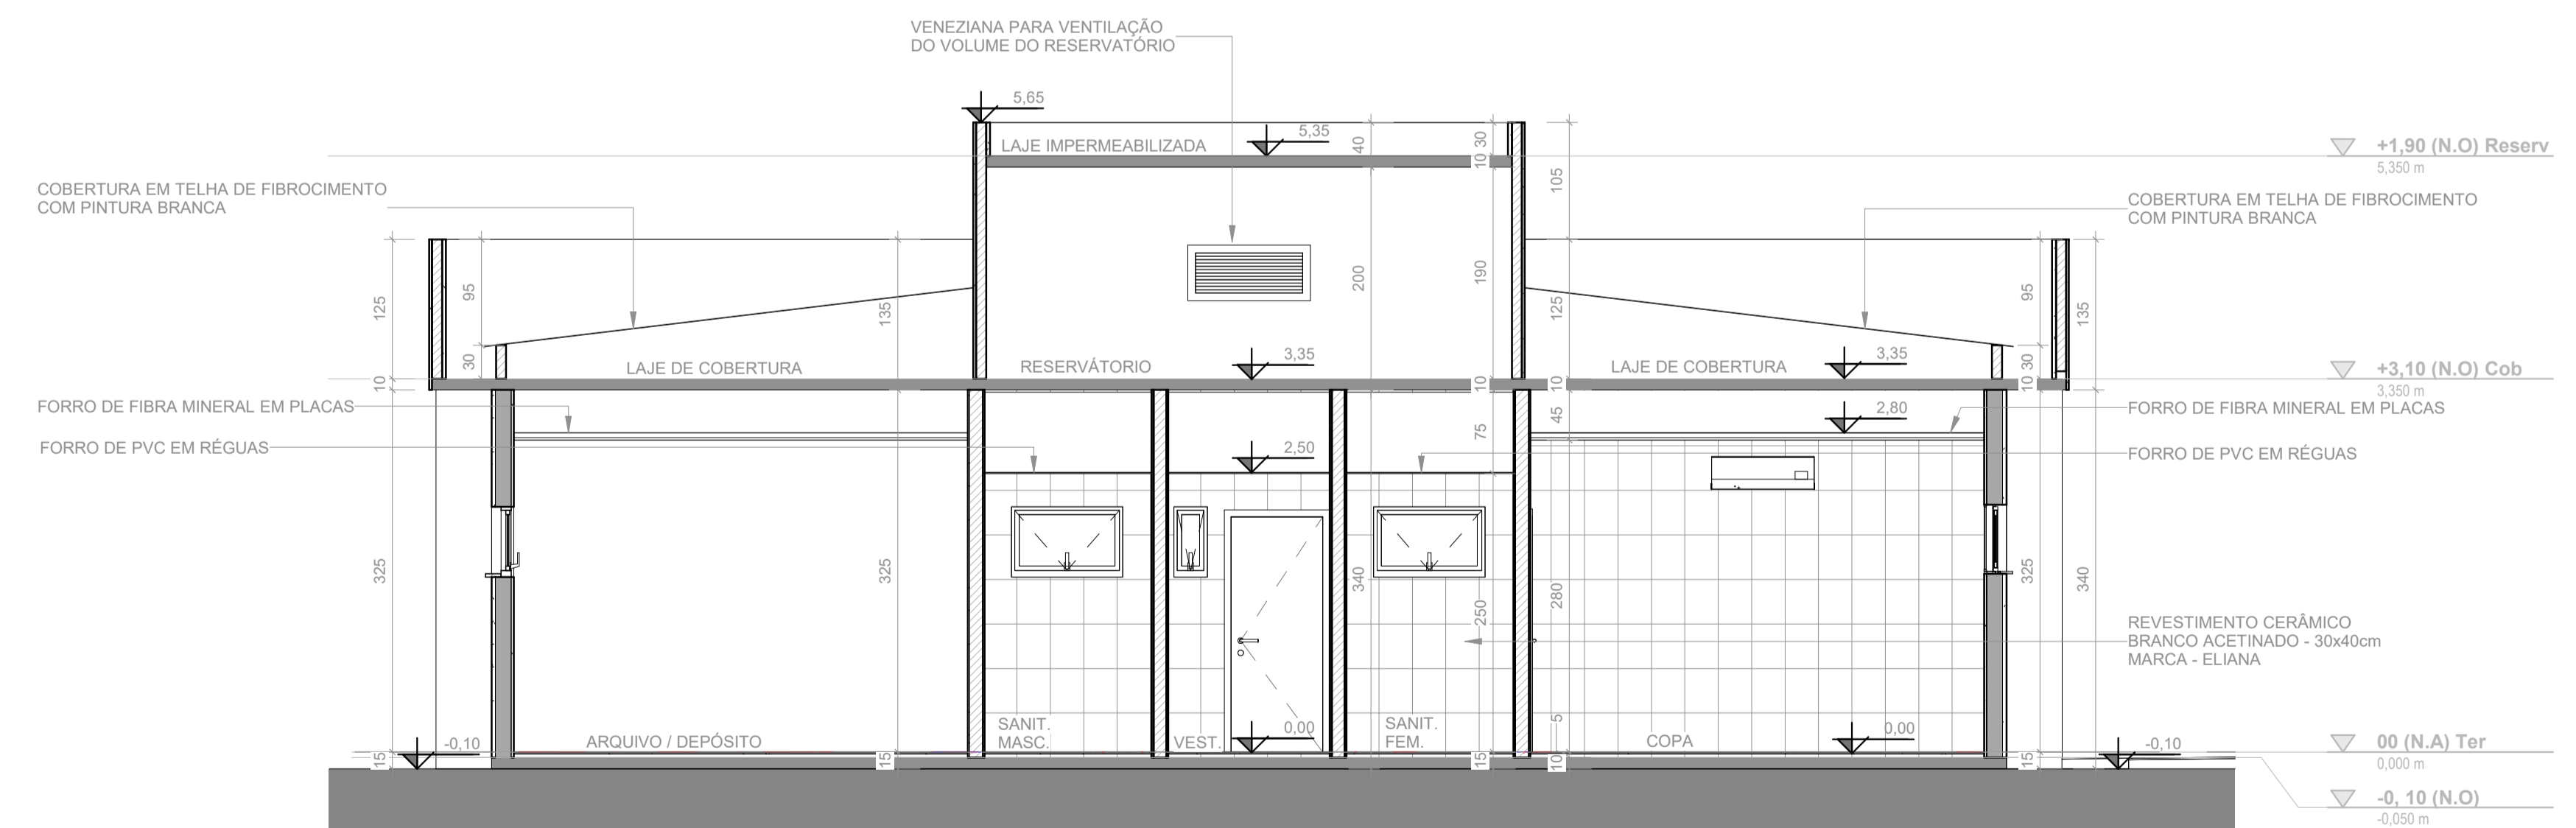 VENEZIANA PARA VENTILAÇÃO
DO VOLUME DO RESERVATÓRIO
5,65
5,35
LAJE IMPERMEABILIZADA
40
30
10
+1,90 (N.O) Reserv
5,350 m
COBERTURA EM TELHA DE FIBROCIMENTO
COM PINTURA BRANCA
105
COBERTURA EM TELHA DE FIBROCIMENTO
COM PINTURA BRANCA
125
95
135
200
190
125
95
135
30
10
LAJE DE COBERTURA
RESERVÁTORIO
3,35
10
10
LAJE DE COBERTURA
3,35
30
10
+3,10 (N.O) Cob
3,350 m
FORRO DE FIBRA MINERAL EM PLACAS
75
45
2,80
FORRO DE FIBRA MINERAL EM PLACAS
FORRO DE PVC EM RÉGUAS
2,50
FORRO DE PVC EM RÉGUAS
325
325
340
250
280
325
340
REVESTIMENTO CERÂMICO
BRANCO ACETINADO - 30x40cm
MARCA - ELIANA
-0,10
15
ARQUIVO / DEPÓSITO
15
SANIT.
MASC.
VEST.
0,00
SANIT.
FEM.
15
5
10
COPA
0,00
15
-0,10
00 (N.A) Ter
0,000 m
-0, 10 (N.O)
-0,050 m